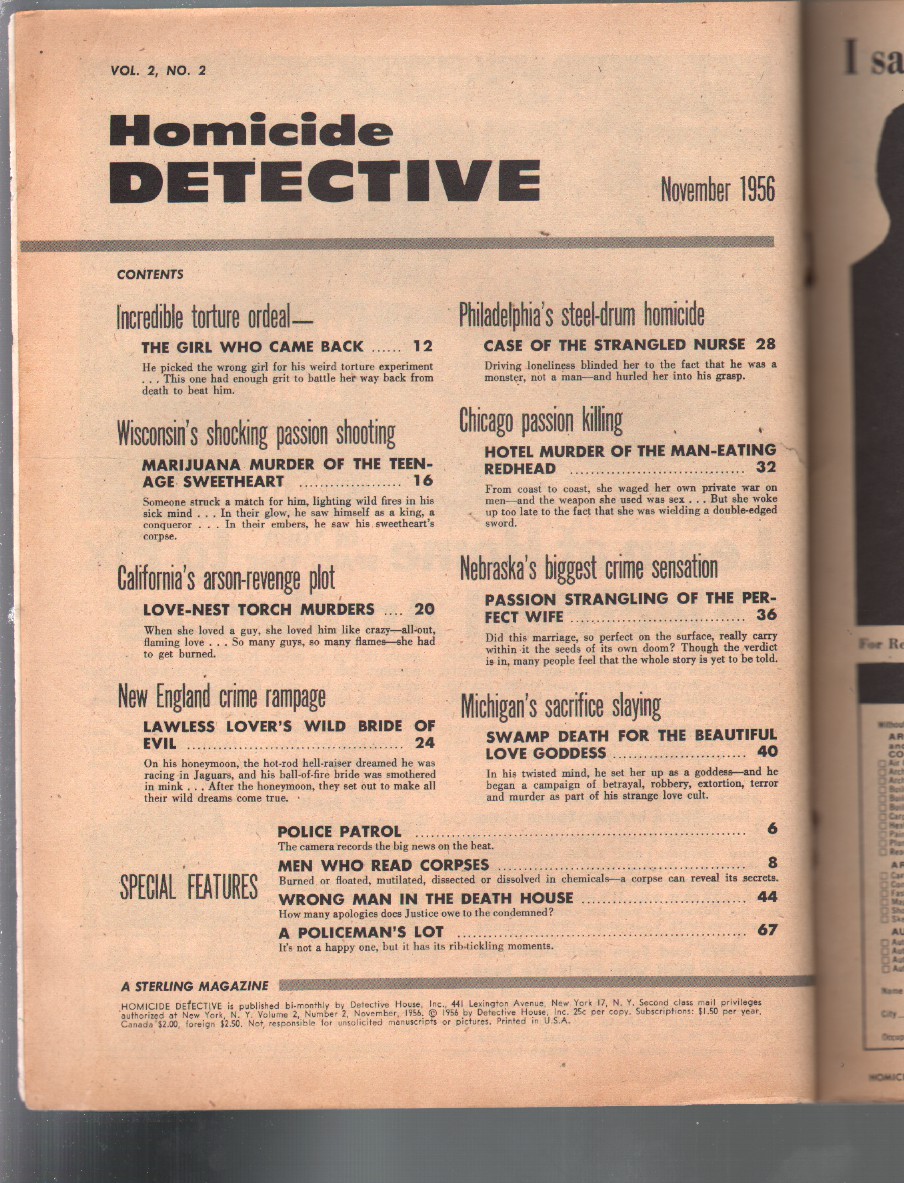 VOL. 2, NO. 2
Homicide
DETECTIVE
November 1956
CONTENTS
Incredible torture ordeal—
THE GIRL WHO CAME BACK ...... 12
He picked the wrong girl for his weird torture experiment
. . . This one had enough grit to battle her way back from
death to beat him.
Wisconsin's shocking passion shooting
MARIJUANA MURDER OF THE TEEN-
AGE SWEETHEART .................. 16
Someone struck a match for him, lighting wild fires in his
sick mind . . . In their glow, he saw himself as a king, a
conqueror . . . In their embers, he saw his sweetheart's
corpse.
California's arson-revenge plot
LOVE-NEST TORCH MURDERS .... 20
When she loved a guy, she loved him like crazy—all-out,
flaming love . . . So many guys, so many flames—she had
to get burned.
New England crime rampage
LAWLESS LOVER'S WILD BRIDE OF
EVIL ...................................... 24
On his honeymoon, the hot-rod hell-raiser dreamed he was
racing in Jaguars, and his ball-of-fire bride was smothered
in mink . . . After the honeymoon, they set out to make all
their wild dreams come true.
Philadelphia's steel-drum homicide
CASE OF THE STRANGLED NURSE 28
Driving loneliness blinded her to the fact that he was a
monster, not a man—and hurled her into his grasp.
Chicago passion killing
HOTEL MURDER OF THE MAN-EATING
REDHEAD ................................ 32
From coast to coast, she waged her own private war on
men—and the weapon she used was sex . . . But she woke
up too late to the fact that she was wielding a double-edged
sword.
Nebraska's biggest crime sensation
PASSION STRANGLING OF THE PER-
FECT WIFE ................................ 36
Did this marriage, so perfect on the surface, really carry
within it the seeds of its own doom? Though the verdict
is in, many people feel that the whole story is yet to be told.
Michigan's sacrifice slaying
SWAMP DEATH FOR THE BEAUTIFUL
LOVE GODDESS ........................ 40
In his twisted mind, he set her up as a goddess—and he
began a campaign of betrayal, robbery, extortion, terror
and murder as part of his strange love cult.
SPECIAL FEATURES
POLICE PATROL .......................................................... 6
The camera records the big news on the beat.
MEN WHO READ CORPSES ............................................ 8
Burned or floated, mutilated, dissected or dissolved in chemicals—a corpse can reveal its secrets.
WRONG MAN IN THE DEATH HOUSE .............................. 44
How many apologies does Justice owe to the condemned?
A POLICEMAN'S LOT .................................................... 67
It's not a happy one, but it has its rib-tickling moments.
A STERLING MAGAZINE
HOMICIDE DETECTIVE is published bi-monthly by Detective House, Inc., 441 Lexington Avenue, New York 17, N. Y. Second class mail privileges
authorized at New York, N. Y. Volume 2, Number 2, November, 1956. © 1956 by Detective House, Inc. 25c per copy. Subscriptions: $1.50 per year,
Canada $2.00, foreign $2.50. Not responsible for unsolicited manuscripts or pictures. Printed in U.S.A.
I sa
For Re
Name
City
Occup
HOMIC